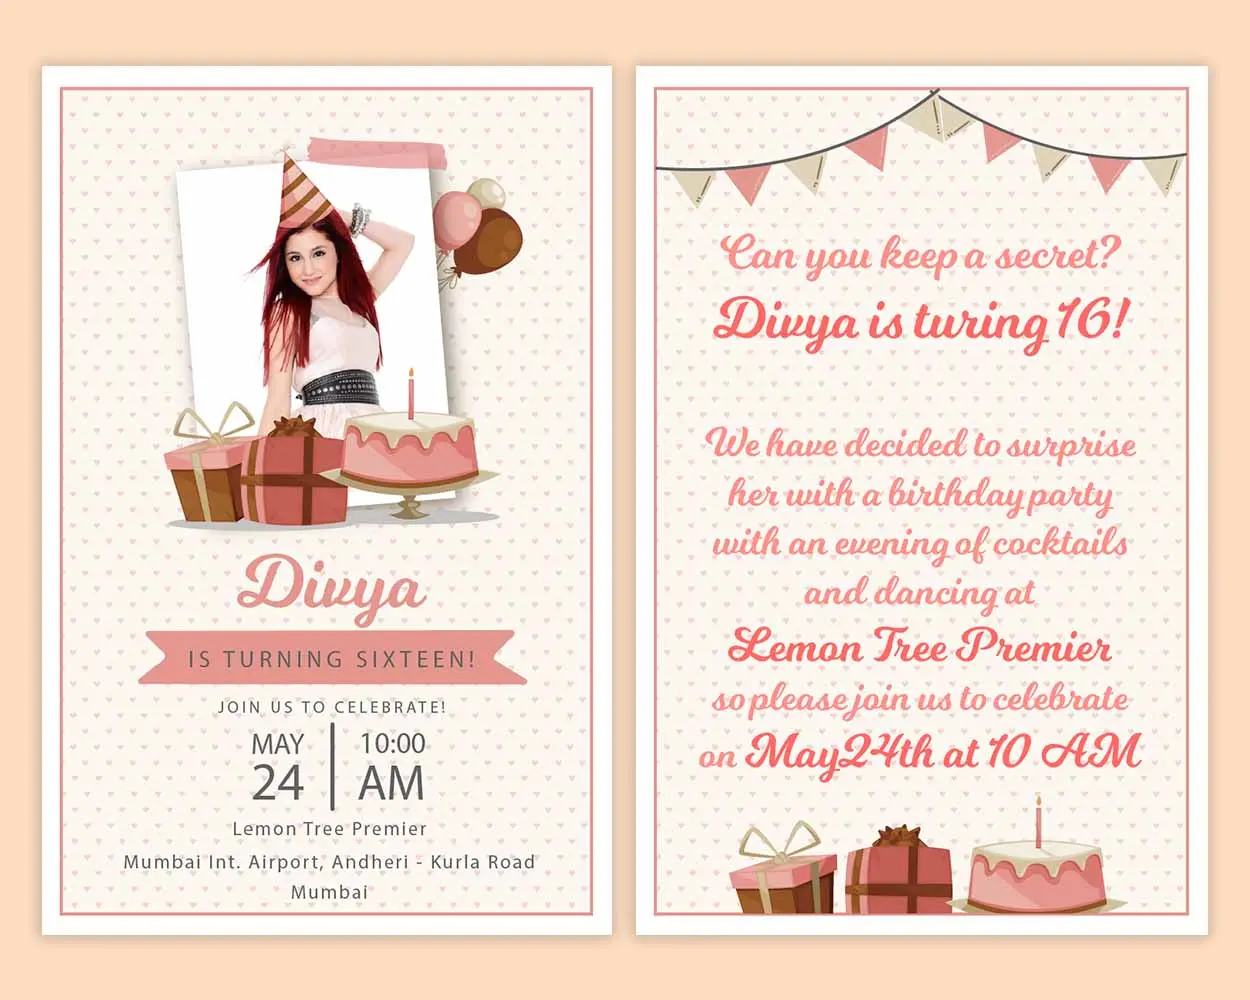 Divya
IS TURNING SIXTEEN!
JOIN US TO CELEBRATE!
MAY
24
10:00
AM
Lemon Tree Premier
Mumbai Int. Airport, Andheri - Kurla Road
Mumbai
Can you keep a secret?
Divya is turing 16!
We have decided to surprise
her with a birthday party
with an evening of cocktails
and dancing at
Lemon Tree Premier
so please join us to celebrate
on May24th at 10 AM